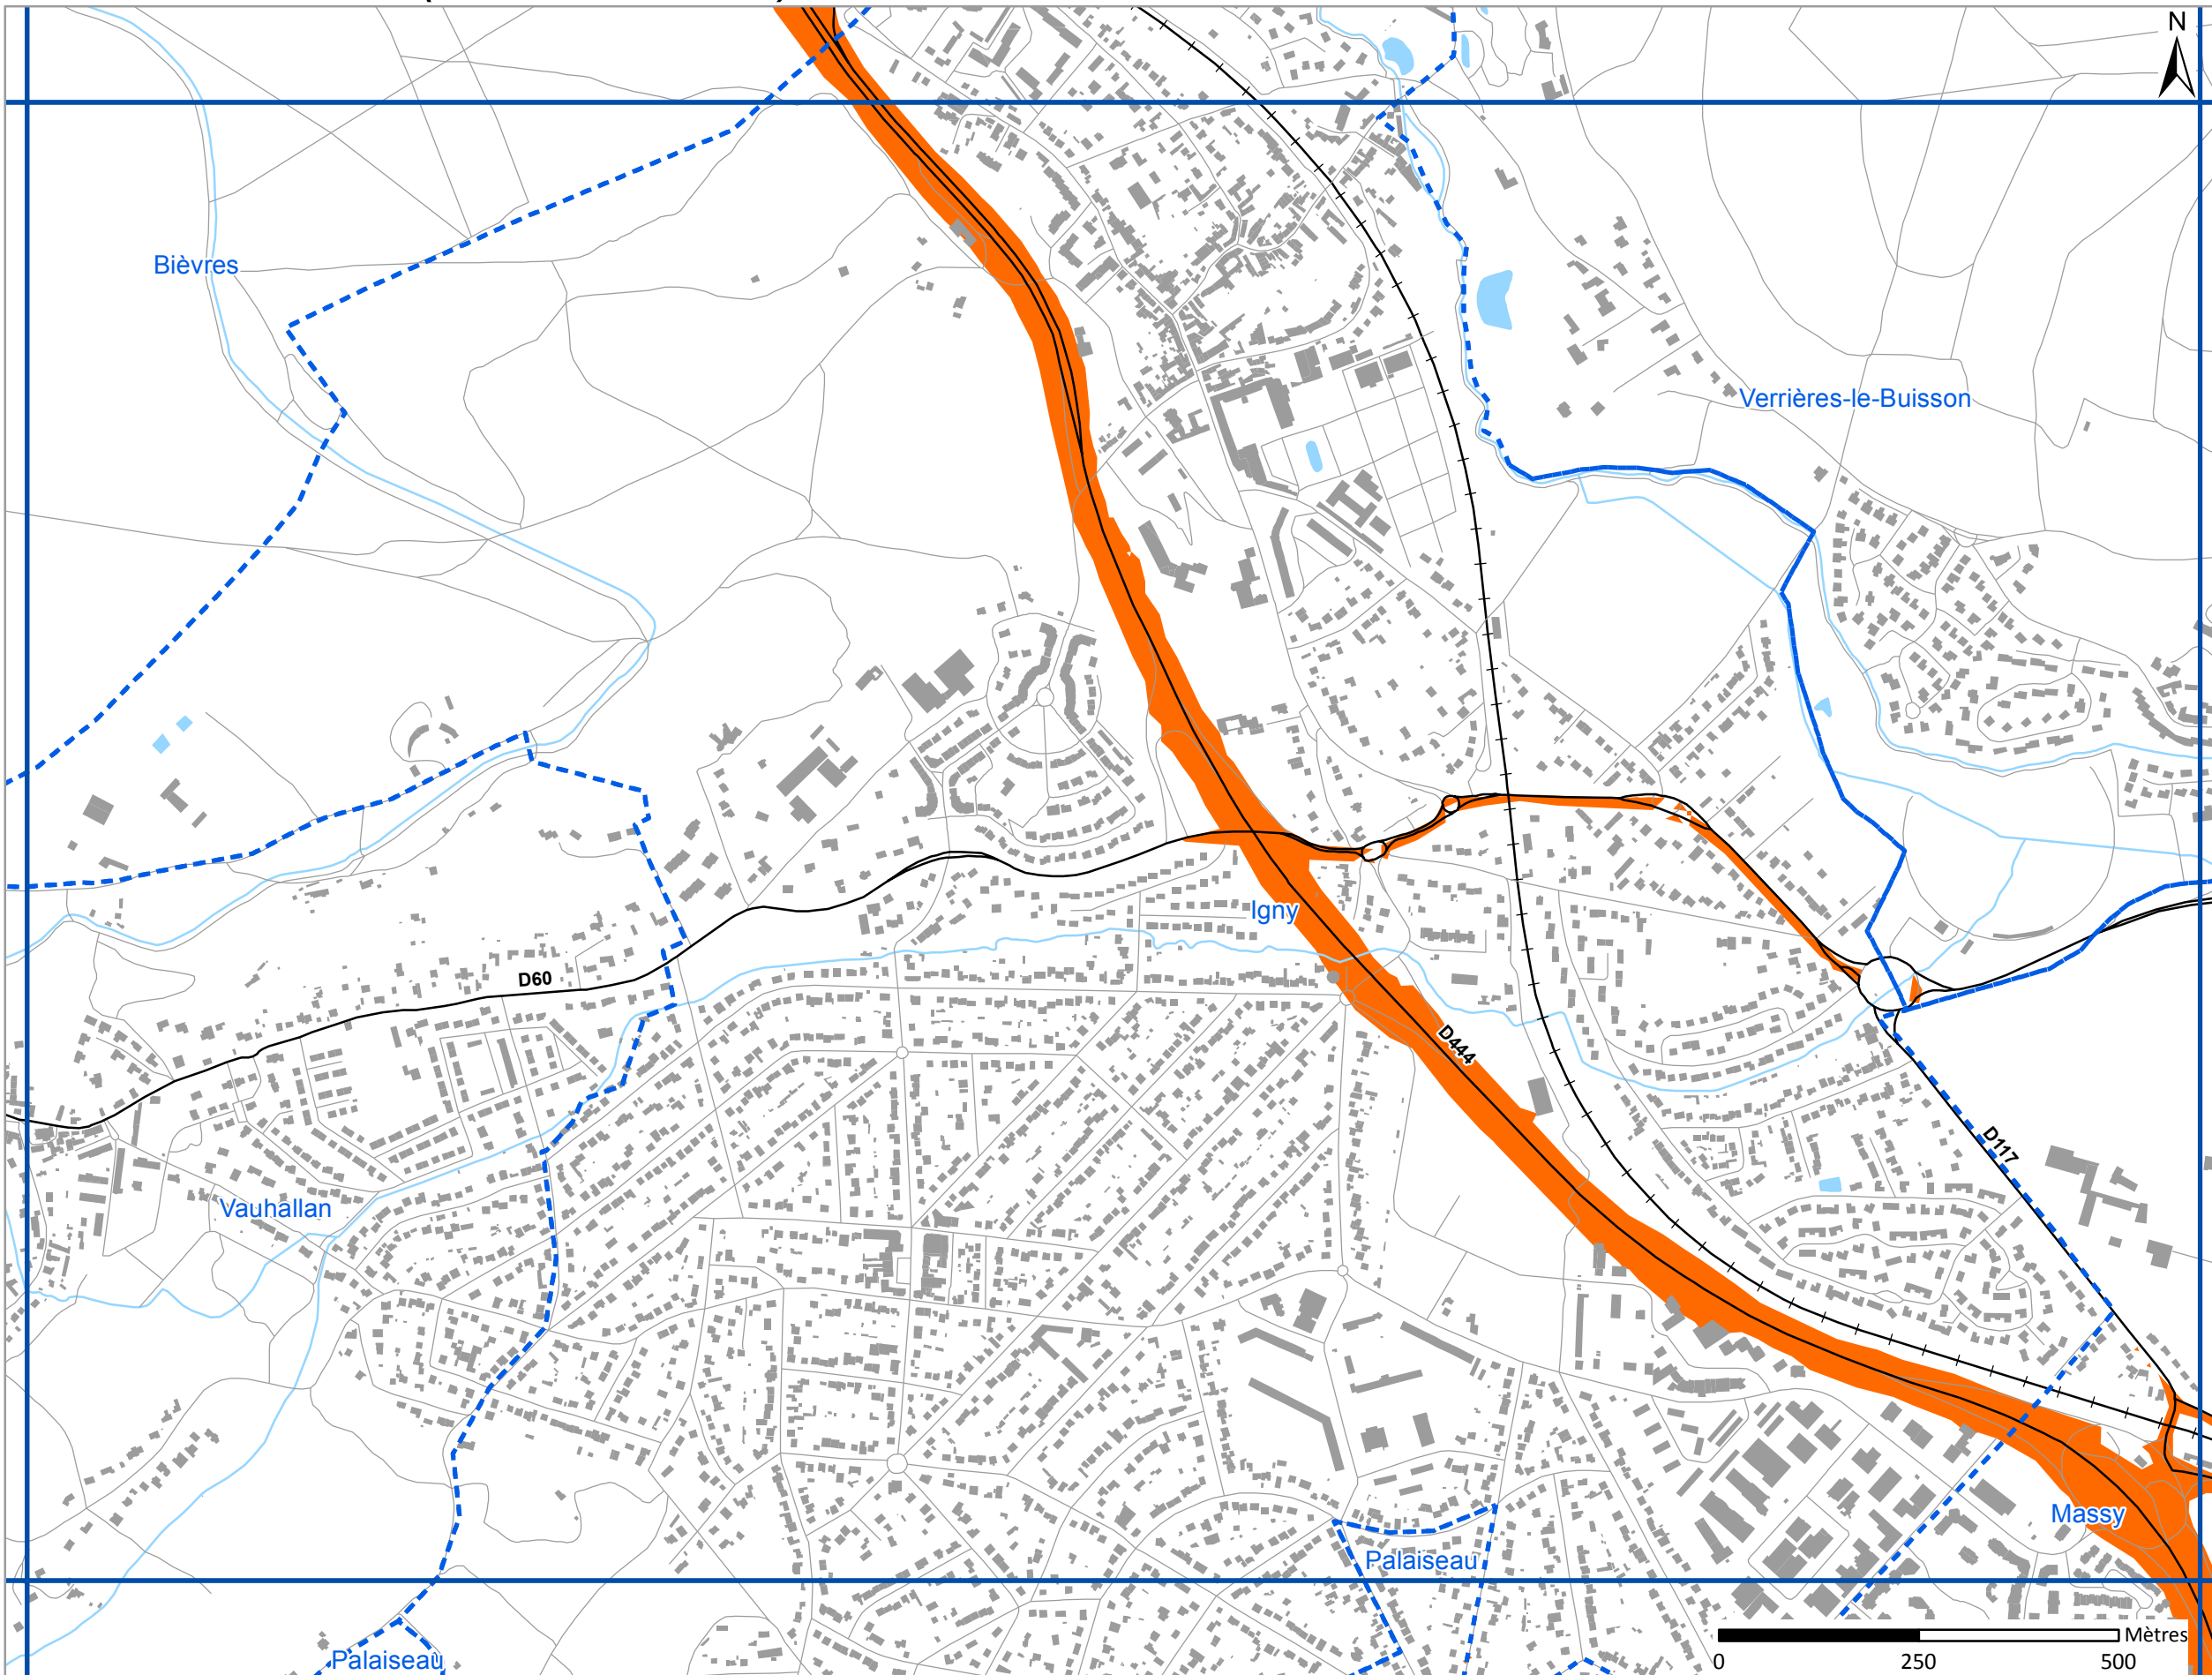 N
Bièvres
Verrières-le-Buisson
Igny
D60
D444
D117
Vauhallan
Massy
Palaiseau
Palaiseau
Mètres
0 250 500